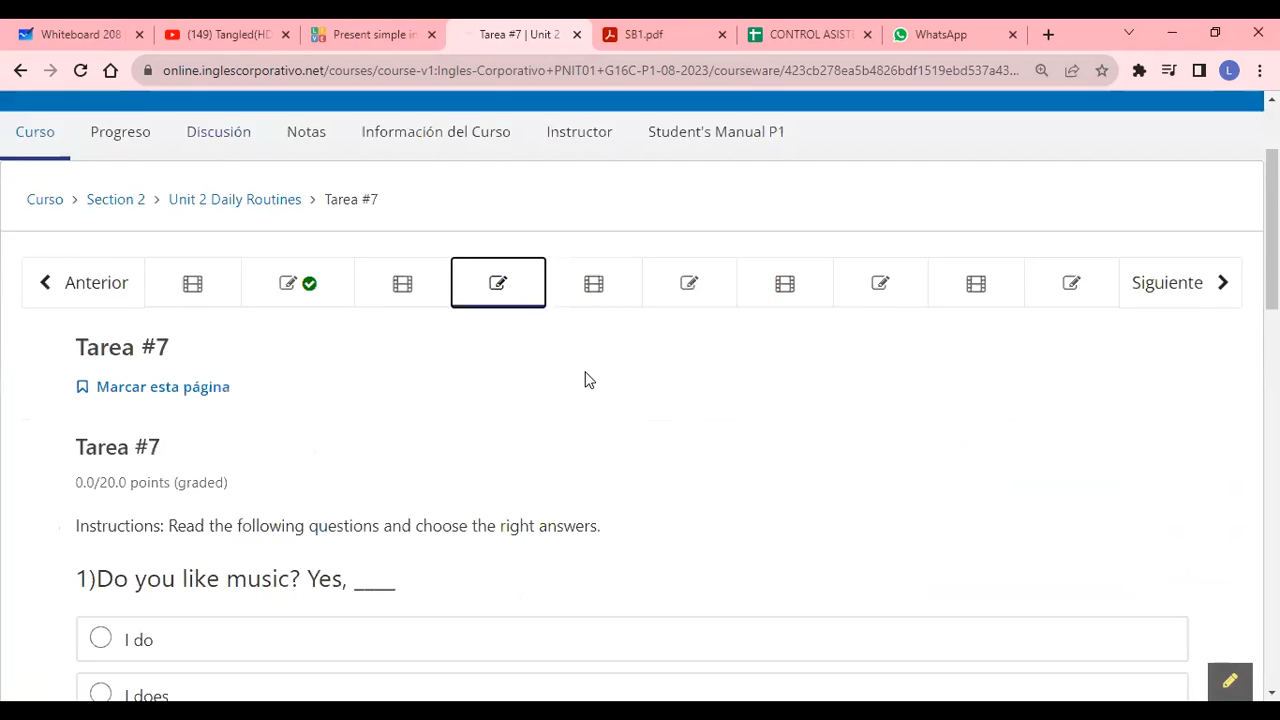 Whiteboard 208
(149) Tangled(HD
Present simple in
Tarea #7 | Unit 2
SB1.pdf
CONTROL ASIST
WhatsApp
online.inglescorporativo.net/courses/course-v1:Ingles-Corporativo+PNIT01+G16C-P1-08-2023/courseware/423cb278ea5b4826bdf1519ebd537a43...
L
Curso
Progreso
Discusión
Notas
Información del Curso
Instructor
Student's Manual P1
Curso > Section 2 > Unit 2 Daily Routines > Tarea #7
Anterior
Siguiente
Tarea #7
Marcar esta página
Tarea #7
0.0/20.0 points (graded)
Instructions: Read the following questions and choose the right answers.
1)Do you like music? Yes, ____
I do
I does